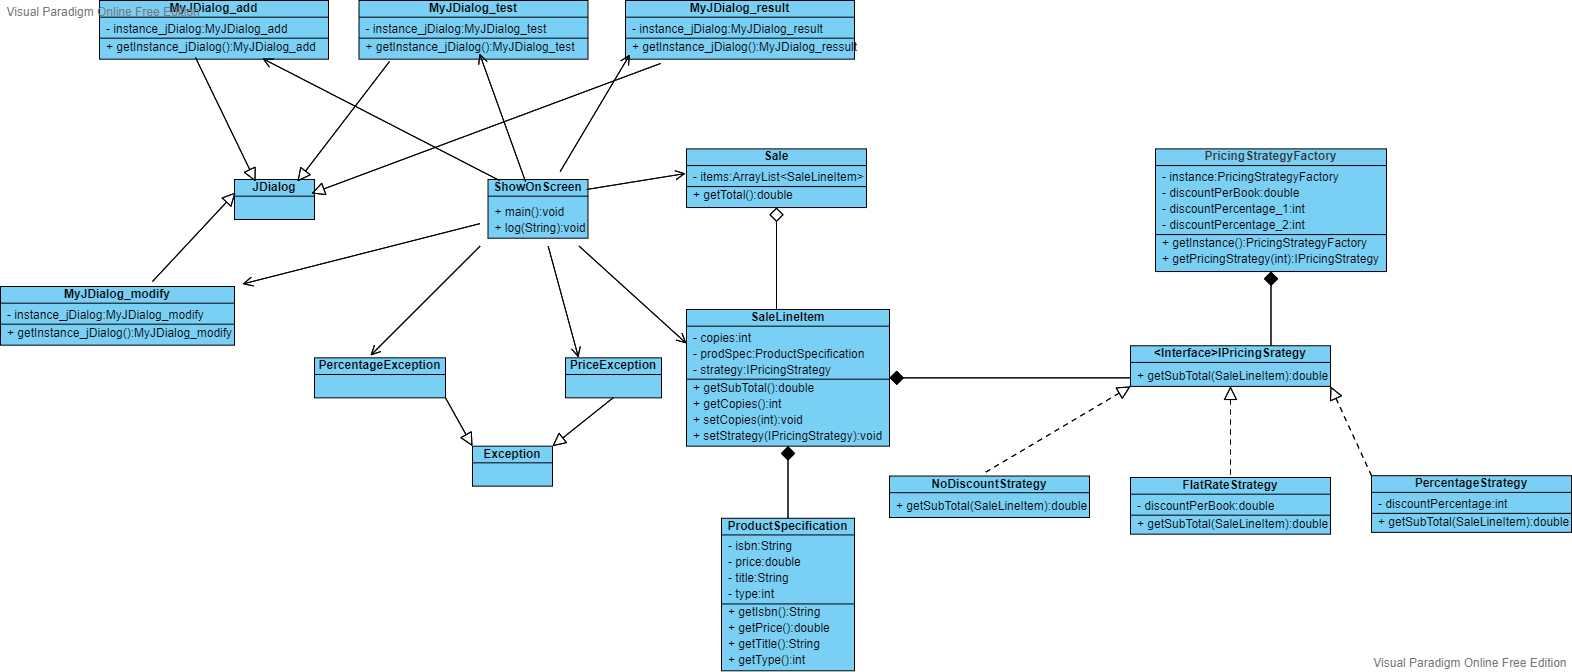 Visual Paradigm Online Free Edition
MyJDialog_add
- instance_jDialog:MyJDialog_add
+ getInstance_jDialog():MyJDialog_add
MyJDialog_test
- instance_jDialog:MyJDialog_test
+ getInstance_jDialog():MyJDialog_test
MyJDialog_result
- instance_jDialog:MyJDialog_result
+ getInstance_jDialog():MyJDialog_ressult
JDialog
ShowOnScreen
+ main():void
+ log(String):void
Sale
- items:ArrayList<SaleLineItem>
+ getTotal():double
PricingStrategyFactory
- instance:PricingStrategyFactory
- discountPerBook:double
- discountPercentage_1:int
- discountPercentage_2:int
+ getInstance():PricingStrategyFactory
+ getPricingStrategy(int):IPricingStrategy
MyJDialog_modify
- instance_jDialog:MyJDialog_modify
+ getInstance_jDialog():MyJDialog_modify
PercentageException
PriceException
Exception
SaleLineItem
- copies:int
- prodSpec:ProductSpecification
- strategy:IPricingStrategy
+ getSubTotal():double
+ getCopies():int
+ setCopies(int):void
+ setStrategy(IPricingStrategy):void
<Interface>IPricingSrategy
+ getSubTotal(SaleLineItem):double
NoDiscountStrategy
+ getSubTotal(SaleLineItem):double
FlatRateStrategy
- discountPerBook:double
+ getSubTotal(SaleLineItem):double
PercentageStrategy
- discountPercentage:int
+ getSubTotal(SaleLineItem):double
ProductSpecification
- isbn:String
- price:double
- title:String
- type:int
+ getIsbn():String
+ getPrice():double
+ getTitle():String
+ getType():int
Visual Paradigm Online Free Edition